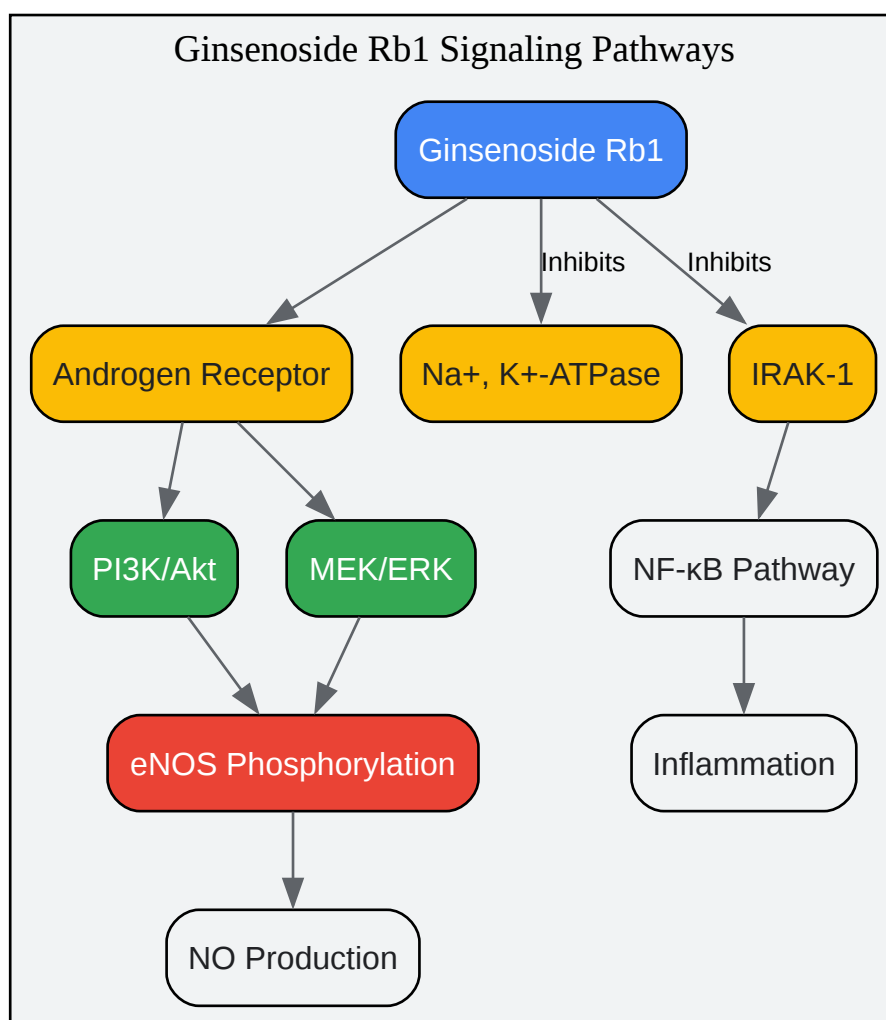 Ginsenoside Rb1 Signaling Pathways
Ginsenoside Rb1
Inhibits
Inhibits
Androgen Receptor
Na+, K+-ATPase
IRAK-1
PI3K/Akt
MEK/ERK
NF-κB Pathway
eNOS Phosphorylation
Inflammation
NO Production